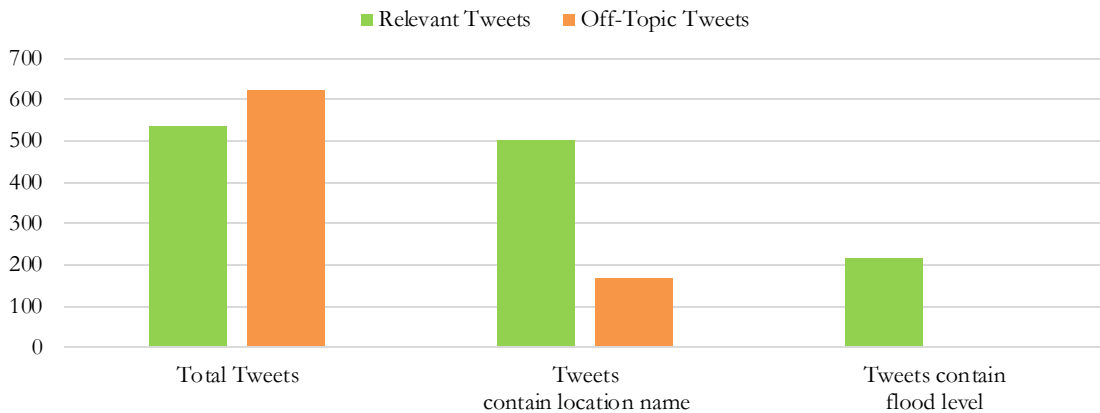 Relevant Tweets Off-Topic Tweets
700
600
500
400
300
200
100
0
Total Tweets
Tweets
contain location name
Tweets contain
flood level